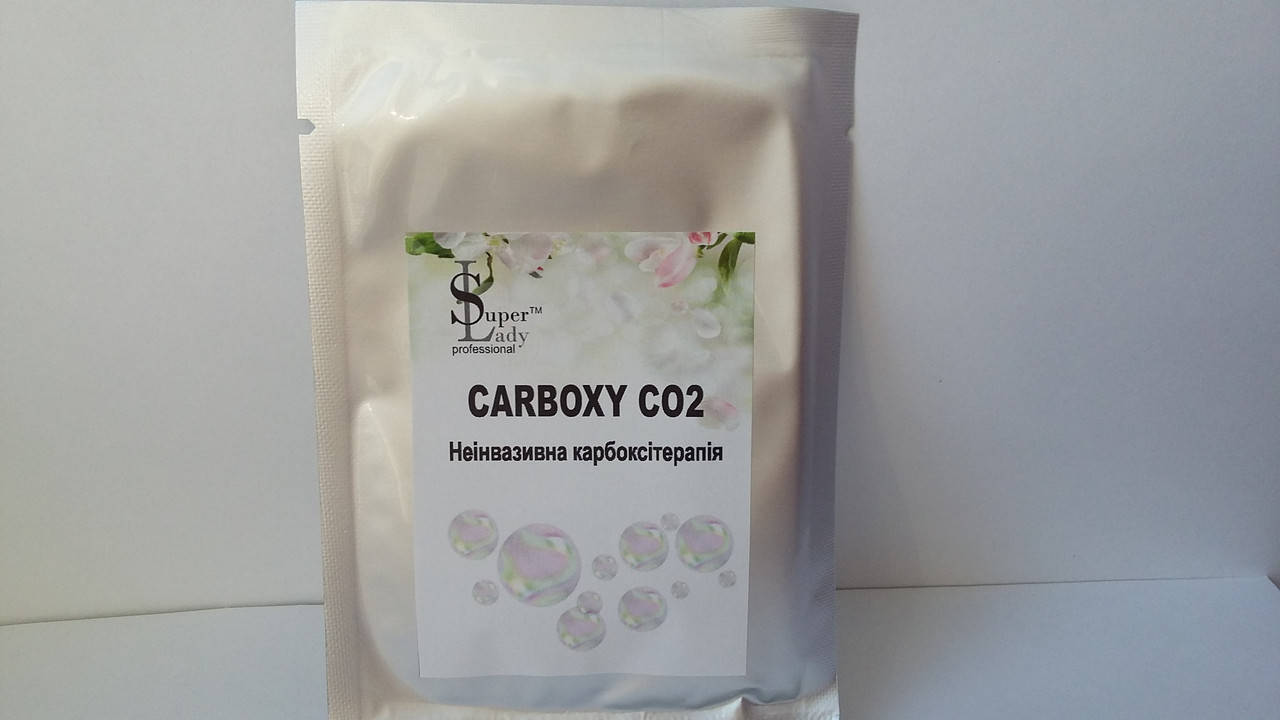 Super™
Lady
professional
CARBOXY CO2
Неінвазивна карбоксітерапія